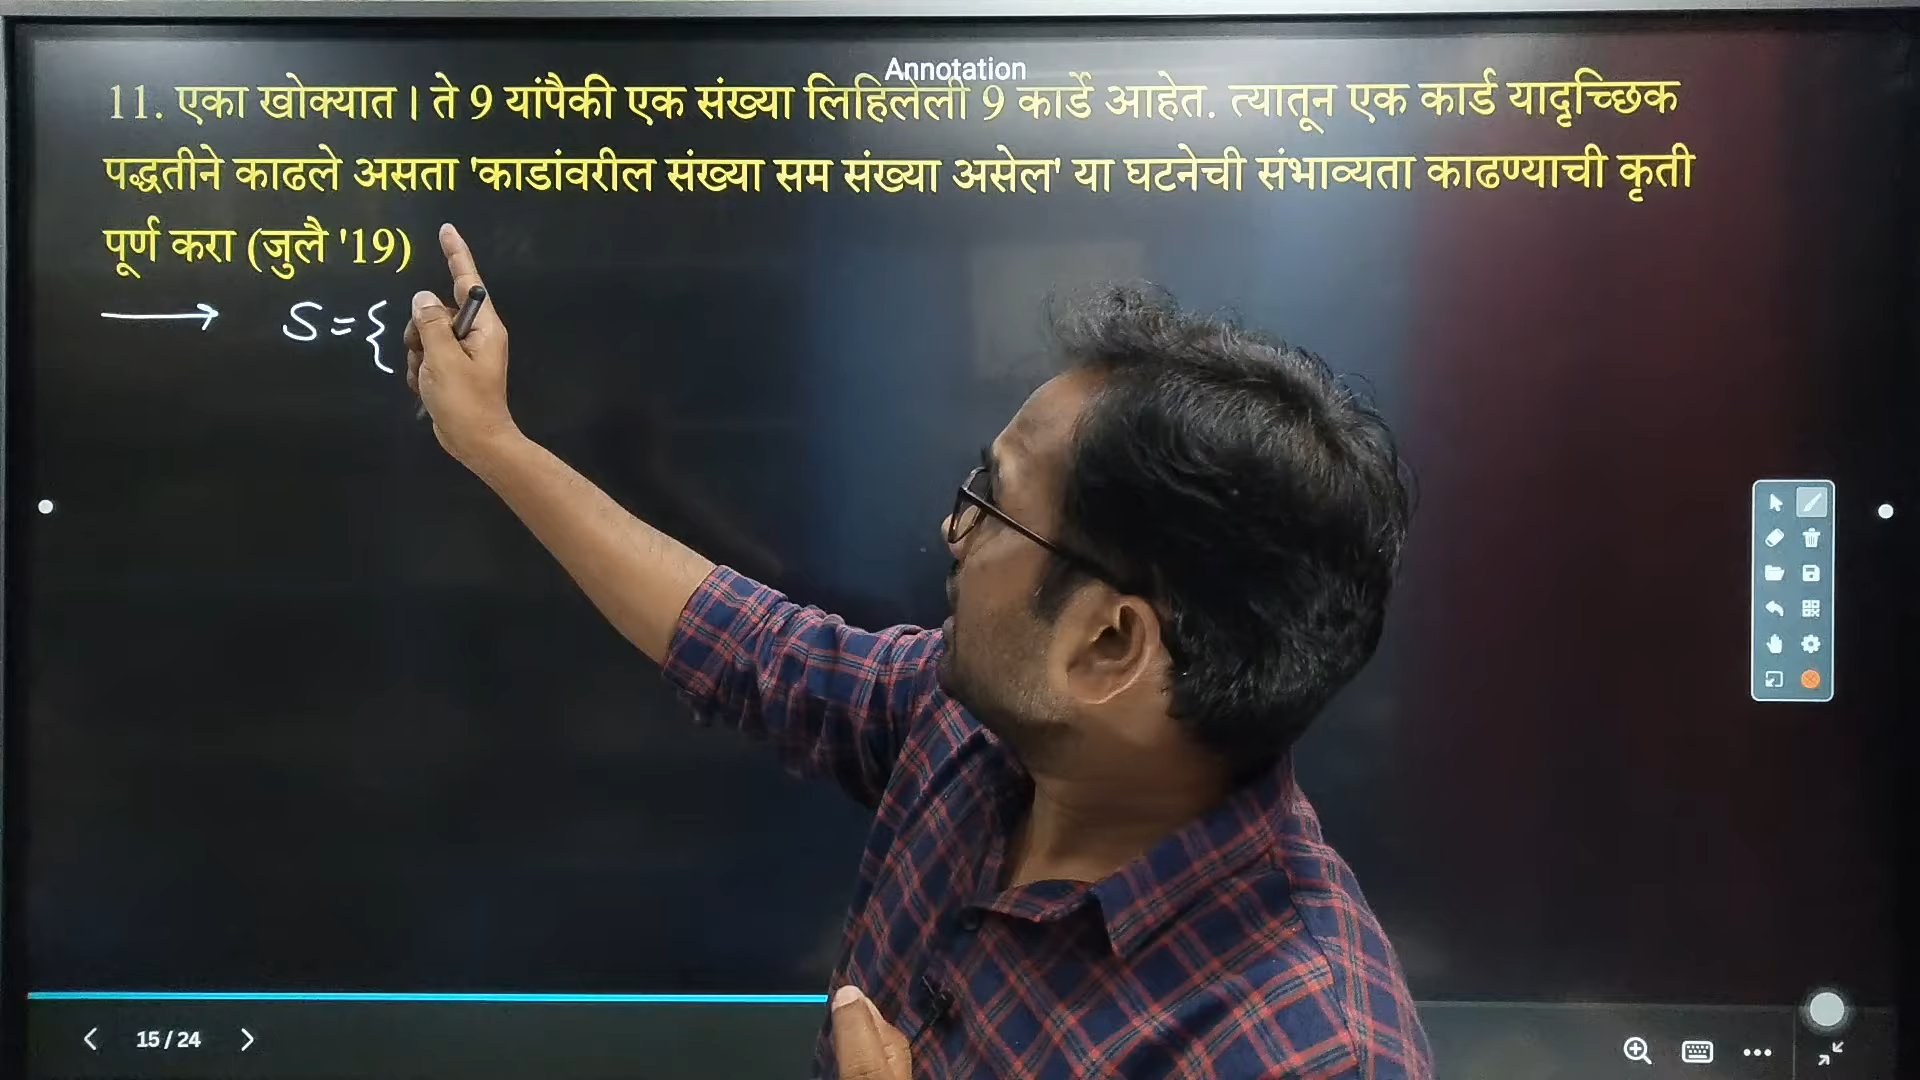 Annotation
11. एका खोक्यात । ते 9 यांपैकी एक संख्या लिहिलेली 9 कार्डे आहेत. त्यातून एक कार्ड यादृच्छिक
पद्धतीने काढले असता 'काडांवरील संख्या सम संख्या असेल' या घटनेची संभाव्यता काढण्याची कृती
पूर्ण करा (जुलै '19)
S={
15/24